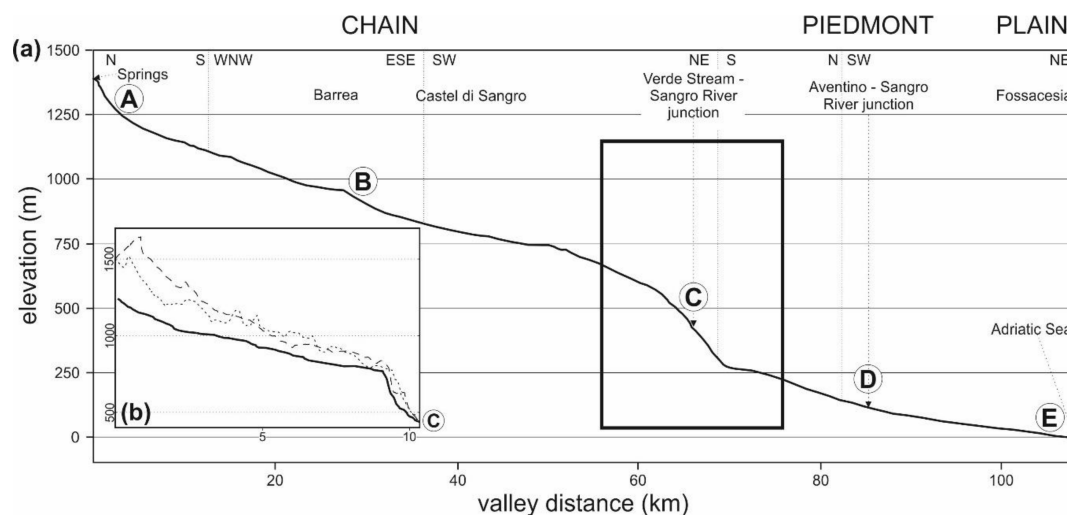 CHAIN PIEDMONT PLAIN
(a)
1500
1250
1000
750
500
250
0
elevation (m)
N S WNW ESE SW NE S N SW NE
Springs
Barrea
Castel di Sangro
Verde Stream -
Sangro River
junction
Aventino - Sangro
River junction
Fossacesia
Adriatic Sea
A
B
C
D
E
1500
1000
500
(b)
C
5 10
20 40 60 80 100
valley distance (km)